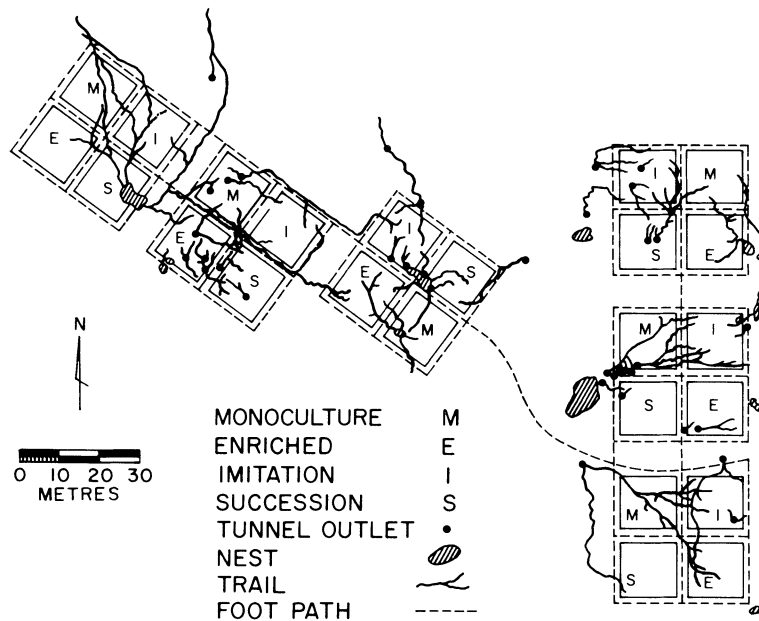 M
E
I
S
M
E
I
S
I
E
S
M
I
M
S
E
M
I
S
E
M
I
S
E
N
0 10 20 30
METRES
MONOCULTURE M
ENRICHED E
IMITATION I
SUCCESSION S
TUNNEL OUTLET
NEST
TRAIL
FOOT PATH